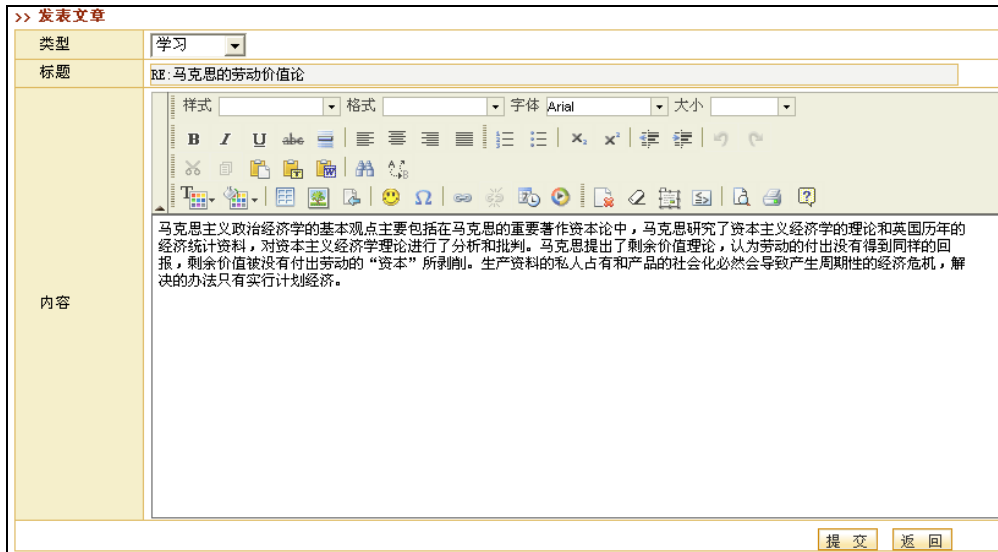 >> 发表文章
类型 学习
标题 RE:马克思的劳动价值论
样式 格式 字体 Arial 大小
B I U abc
内容
马克思主义政治经济学的基本观点主要包括在马克思的重要著作资本论中，马克思研究了资本主义经济学的理论和英国历年的
经济统计资料，对资本主义经济学理论进行了分析和批判。马克思提出了剩余价值理论，认为劳动的付出没有得到同样的回
报，剩余价值被没有付出劳动的“资本”所剥削。生产资料的私人占有和产品的社会化必然会导致产生周期性的经济危机，解
决的办法只有实行计划经济。
提 交 返 回